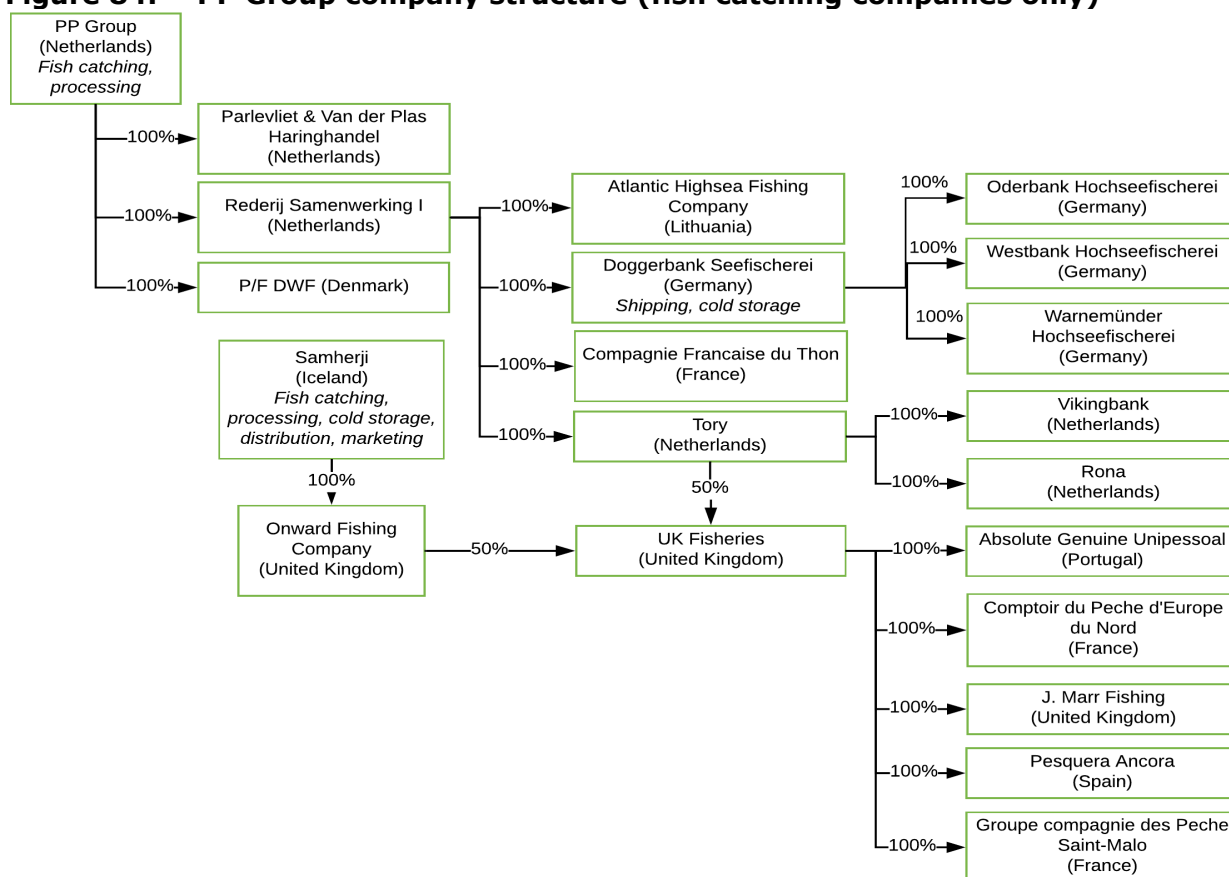 Figure 84. PP Group company structure (fish catching companies only)
PP Group
(Netherlands)
Fish catching,
processing
100%
Parlevliet & Van der Plas
Haringhandel
(Netherlands)
100%
Rederij Samenwerking I
(Netherlands)
100%
P/F DWF (Denmark)
Samherji
(Iceland)
Fish catching,
processing, cold storage,
distribution, marketing
100%
Onward Fishing
Company
(United Kingdom)
50%
100%
Atlantic Highsea Fishing
Company
(Lithuania)
100%
Doggerbank Seefischerei
(Germany)
Shipping, cold storage
100%
Compagnie Francaise du Thon
(France)
100%
Tory
(Netherlands)
50%
UK Fisheries
(United Kingdom)
100%
Oderbank Hochseefischerei
(Germany)
100%
Westbank Hochseefischerei
(Germany)
100%
Warnemünder
Hochseefischerei
(Germany)
100%
Vikingbank
(Netherlands)
100%
Rona
(Netherlands)
100%
Absolute Genuine Unipessoal
(Portugal)
100%
Comptoir du Peche d'Europe
du Nord
(France)
100%
J. Marr Fishing
(United Kingdom)
100%
Pesquera Ancora
(Spain)
100%
Groupe compagnie des Peche
Saint-Malo
(France)